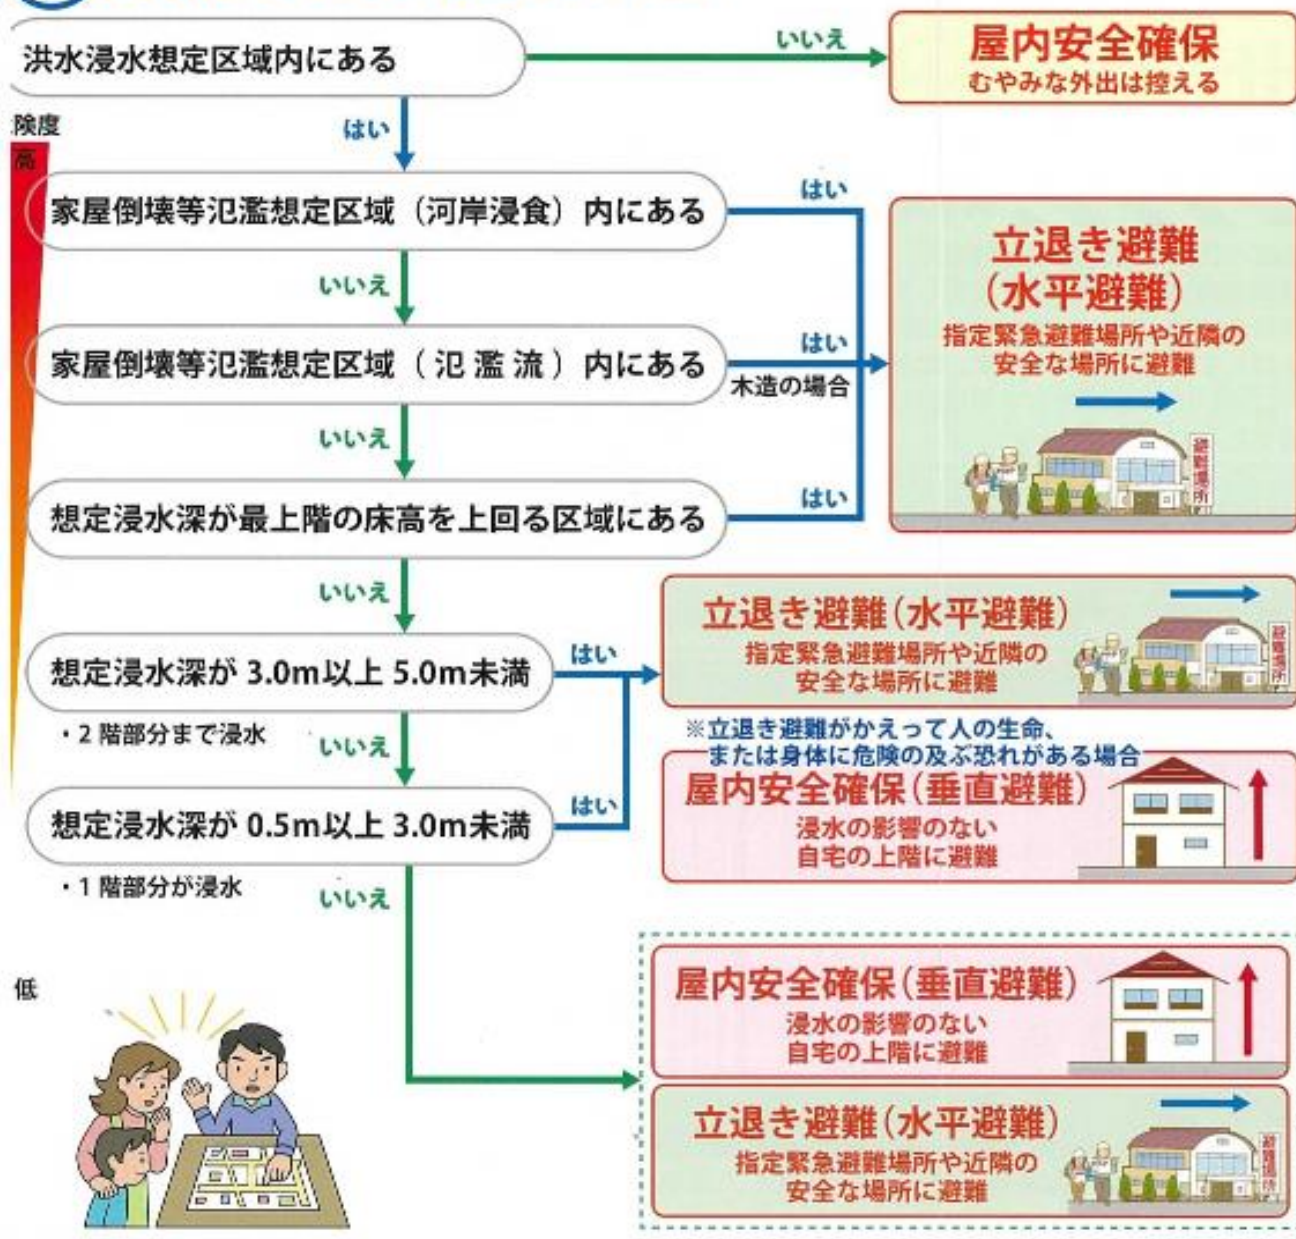 洪水浸水想定区域内にある
いいえ
屋内安全確保
むやみな外出は控える
険度
高
はい
家屋倒壊等氾濫想定区域（河岸浸食）内にある
はい
立退き避難
(水平避難)
指定緊急避難場所や近隣の
安全な場所に避難
避難場所
いいえ
家屋倒壊等氾濫想定区域（氾濫流）内にある
はい
木造の場合
いいえ
想定浸水深が最上階の床高を上回る区域にある
はい
いいえ
想定浸水深が 3.0m以上 5.0m未満
・2 階部分まで浸水
はい
立退き避難(水平避難)
指定緊急避難場所や近隣の
安全な場所に避難
避難場所
※立退き避難がかえって人の生命、
または身体に危険の及ぶ恐れがある場合
屋内安全確保(垂直避難)
浸水の影響のない
自宅の上階に避難
いいえ
想定浸水深が 0.5m以上 3.0m未満
・1 階部分が浸水
はい
いいえ
低
屋内安全確保(垂直避難)
浸水の影響のない
自宅の上階に避難
立退き避難(水平避難)
指定緊急避難場所や近隣の
安全な場所に避難
避難場所